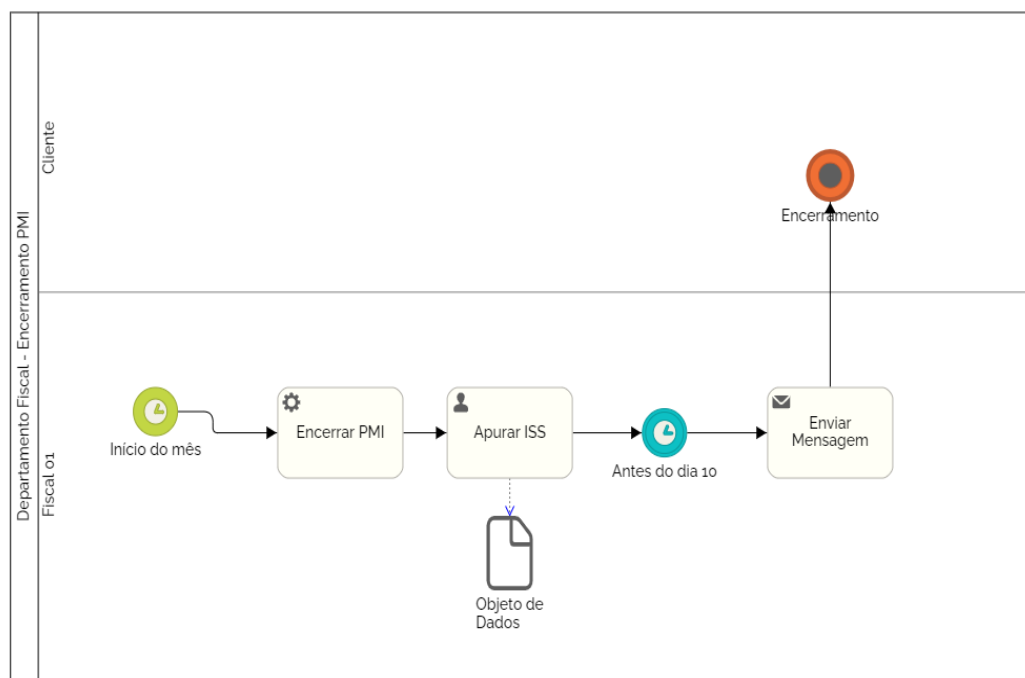 Departamento Fiscal - Encerramento PMI
Cliente
Encerramento
Fiscal 01
Início do mês
Encerrar PMI
Apurar ISS
Antes do dia 10
Enviar
Mensagem
Objeto de
Dados